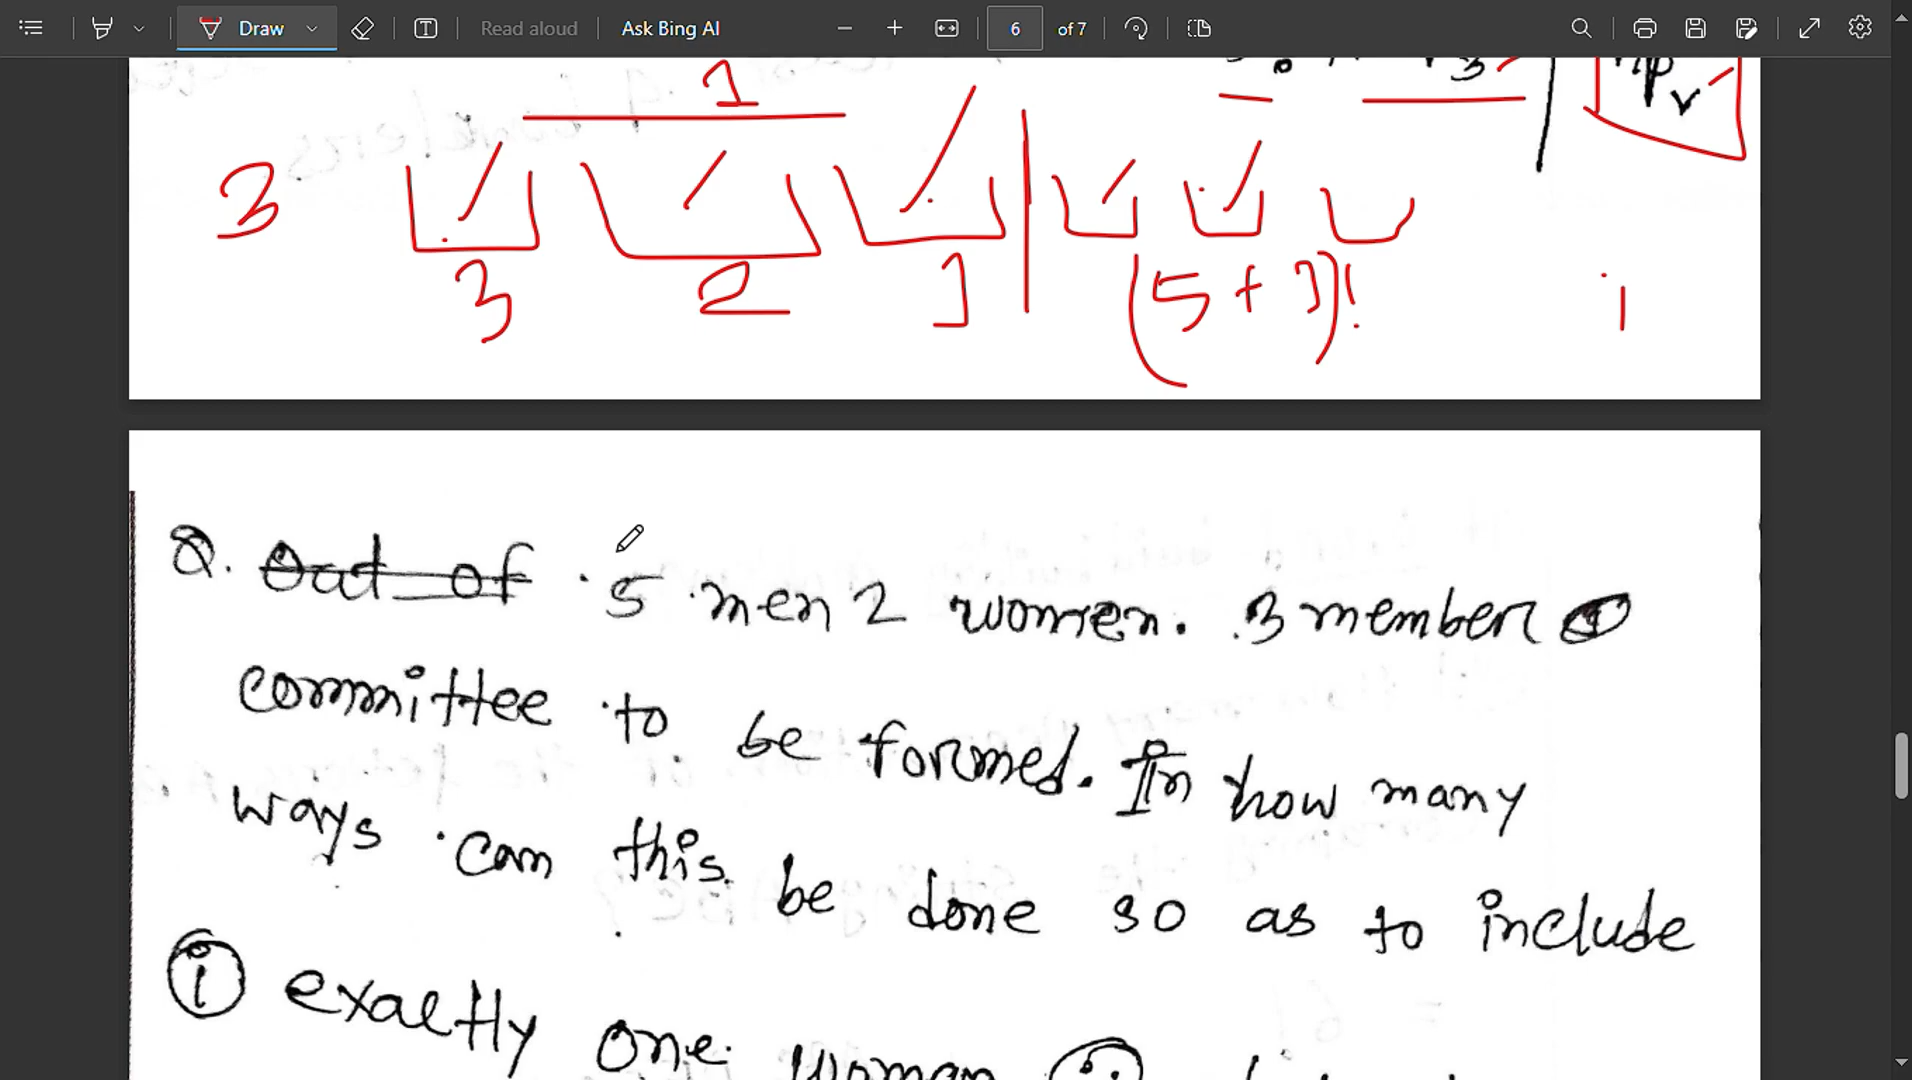 Draw Read aloud Ask Bing AI 6 of 7
1
3
3 2 1 (5+1)!
Q. Out of 5 men 2 women. 3 member
committee to be formed. In how many
ways can this be done so as to include
i exactly one woman